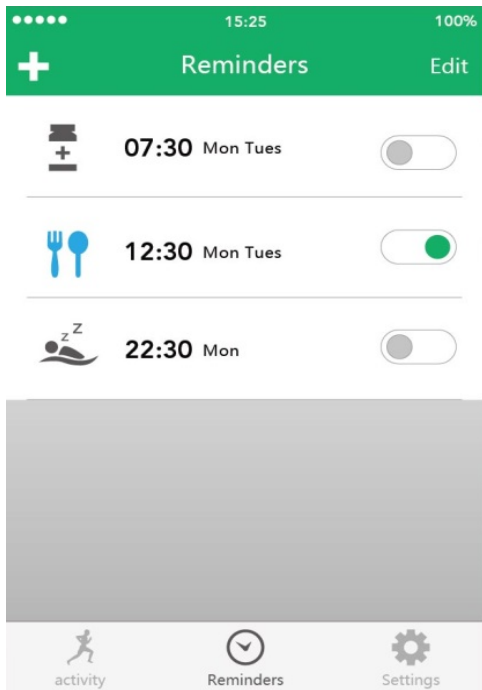 15:25 100%
Reminders Edit
07:30 Mon Tues
12:30 Mon Tues
z Z
22:30 Mon
activity Reminders Settings